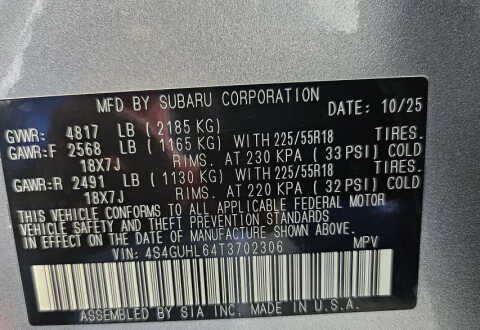 MFD BY SUBARU CORPORATION DATE: 10/25
GVWR: 4817 LB (2185 KG)
GAWR:F 2568 LB (1165 KG) WITH 225/55R18 TIRES.
18X7J RIMS. AT 230 KPA (33 PSI) COLD
GAWR:R 2491 LB (1130 KG) WITH 225/55R18 TIRES.
18X7J RIMS. AT 220 KPA (32 PSI) COLD
THIS VEHICLE CONFORMS TO ALL APPLICABLE FEDERAL MOTOR
VEHICLE SAFETY AND THEFT PREVENTION STANDARDS
IN EFFECT ON THE DATE OF MANUFACTURE SHOWN ABOVE.
VIN: 4S4GUHL64T3702306 MPV
ASSEMBLED BY SIA INC. MADE IN U.S.A.